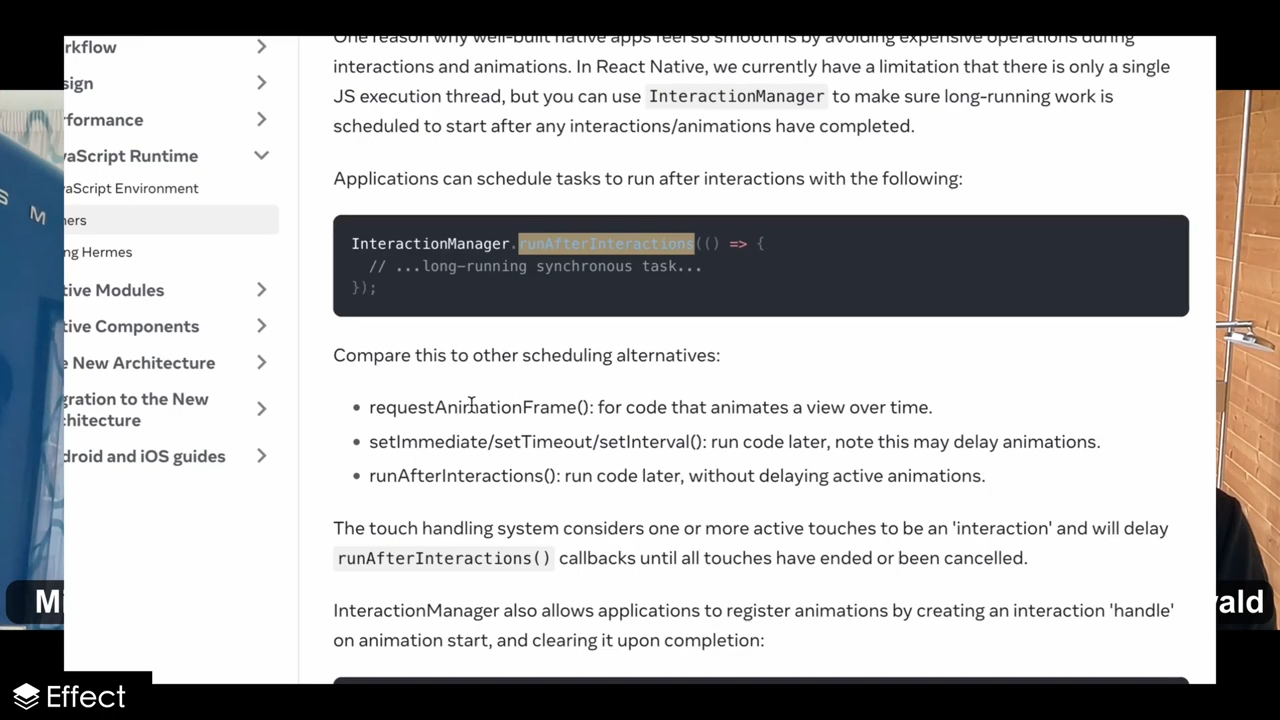 rkflow
sign
rformance
vaScript Runtime
vaScript Environment
mers
ng Hermes
tive Modules
tive Components
e New Architecture
gration to the New
chitecture
droid and iOS guides
One reason why well-built native apps feel so smooth is by avoiding expensive operations during
interactions and animations. In React Native, we currently have a limitation that there is only a single
JS execution thread, but you can use InteractionManager to make sure long-running work is
scheduled to start after any interactions/animations have completed.
Applications can schedule tasks to run after interactions with the following:
InteractionManager.runAfterInteractions(() => {
// ...long-running synchronous task...
});
Compare this to other scheduling alternatives:
• requestAnimationFrame(): for code that animates a view over time.
• setImmediate/setTimeout/setInterval(): run code later, note this may delay animations.
• runAfterInteractions(): run code later, without delaying active animations.
The touch handling system considers one or more active touches to be an 'interaction' and will delay
runAfterInteractions() callbacks until all touches have ended or been cancelled.
InteractionManager also allows applications to register animations by creating an interaction 'handle'
on animation start, and clearing it upon completion:
S M
Mi
vald
Effect